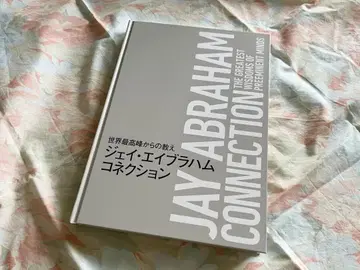 JAY ABRAHAM
CONNECTION
THE GREATEST
WISDOMS OF
PREEMINENT MINDS
世界最高峰からの教え
ジェイ・エイブラハム
コネクション